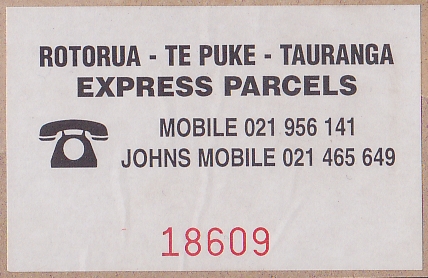 ROTORUA - TE PUKE - TAURANGA
EXPRESS PARCELS
MOBILE 021 956 141
JOHNS MOBILE 021 465 649
18609